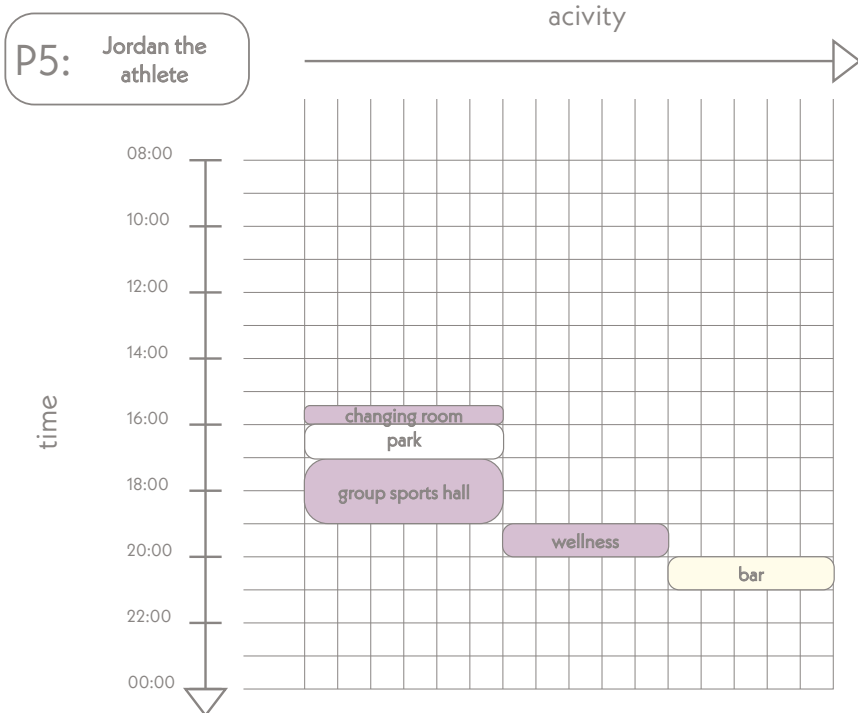 acivity
P5:
Jordan the
athlete
08:00
10:00
12:00
14:00
16:00
18:00
20:00
22:00
00:00
time
changing room
park
group sports hall
wellness
bar